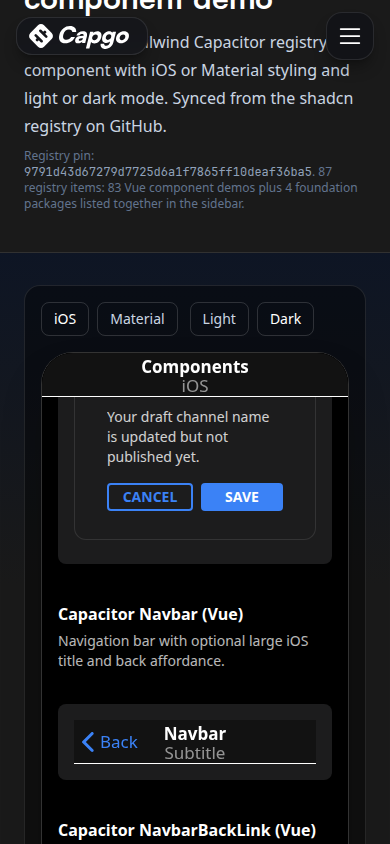 component demo
Capgo
ilwind Capacitor registry
component with iOS or Material styling and
light or dark mode. Synced from the shadcn
registry on GitHub.
Registry pin:
9791d43d67279d7725d6a1f7865ff10deaf36ba5. 87
registry items: 83 Vue component demos plus 4 foundation
packages listed together in the sidebar.
iOS
Material
Light
Dark
Components
iOS
Your draft channel name
is updated but not
published yet.
CANCEL
SAVE
Capacitor Navbar (Vue)
Navigation bar with optional large iOS
title and back affordance.
Back
Navbar
Subtitle
Capacitor NavbarBackLink (Vue)